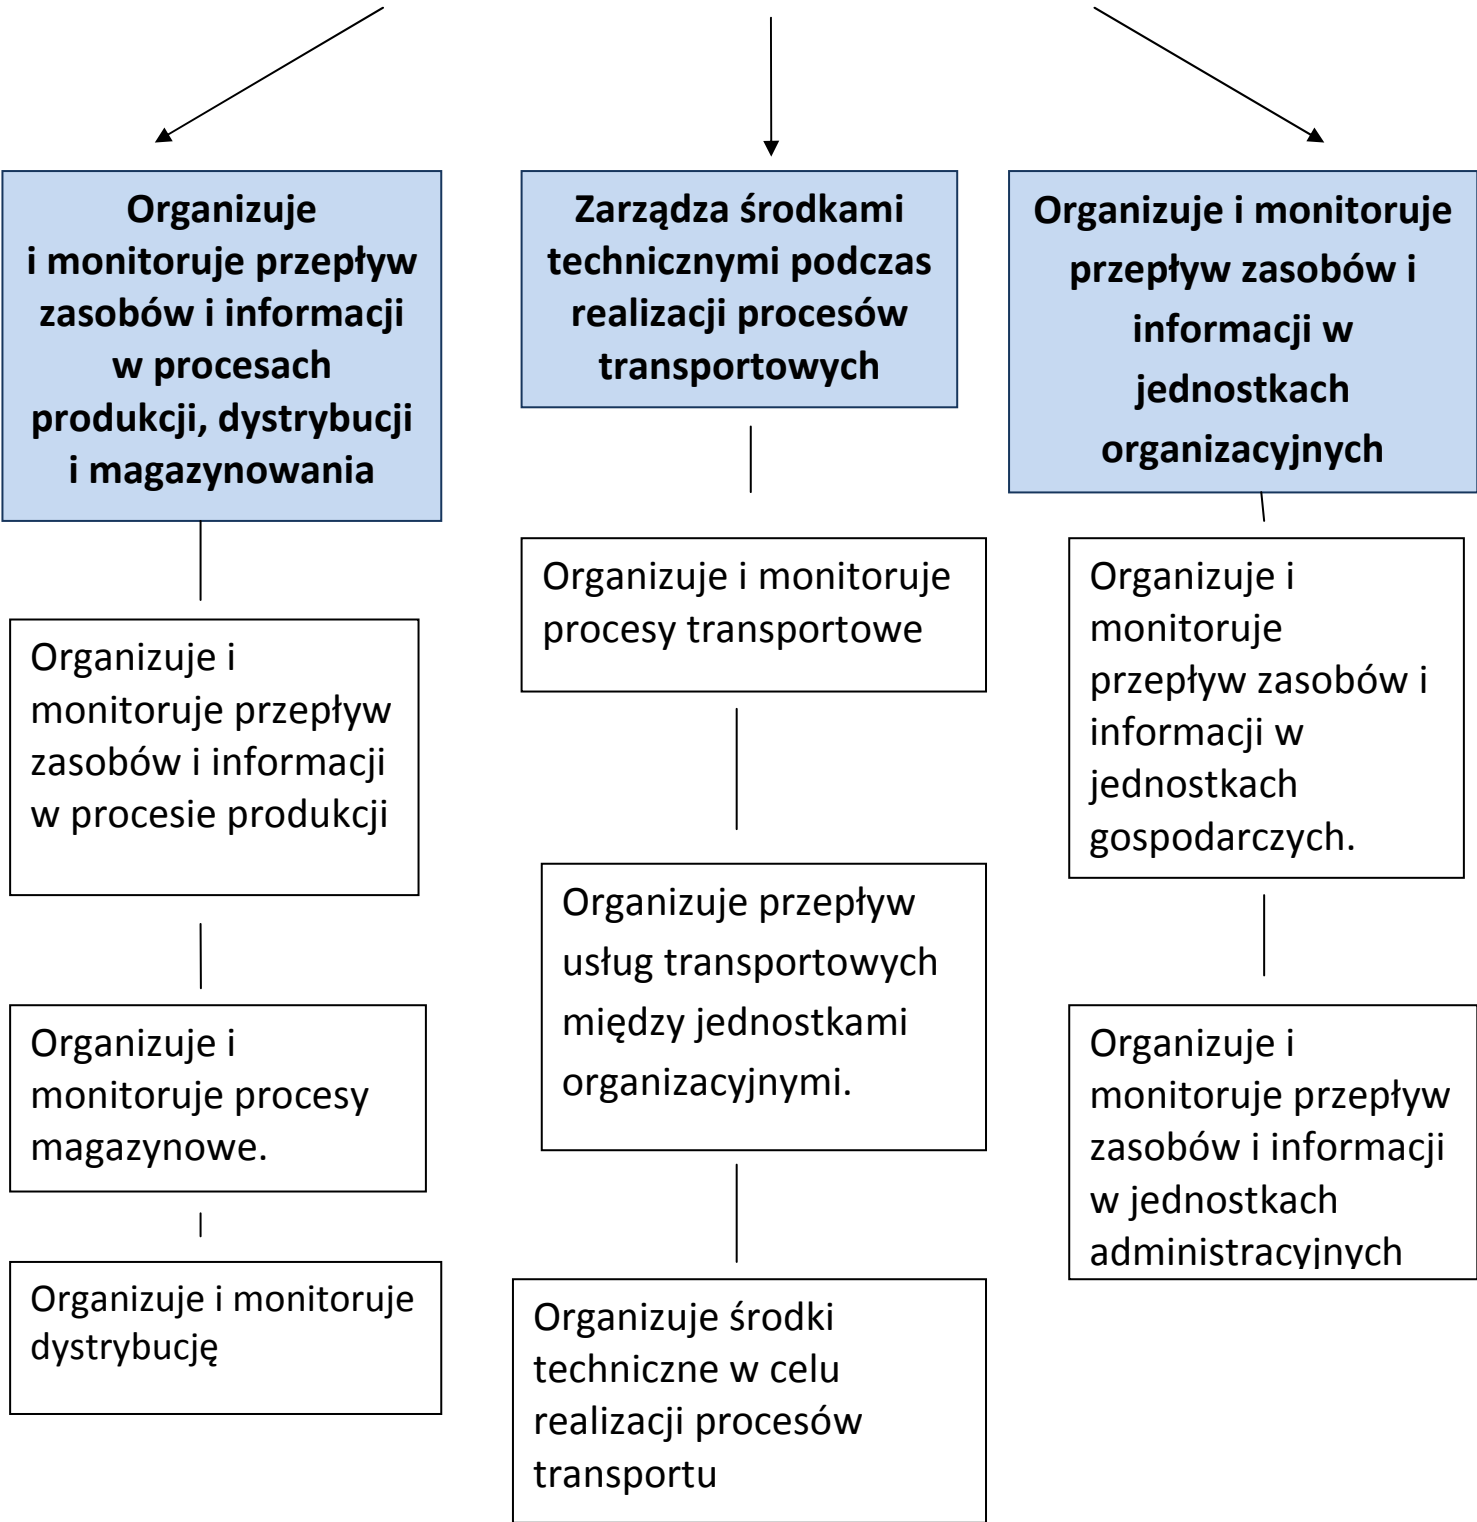 Organizuje
i monitoruje przepływ
zasobów i informacji
w procesach
produkcji, dystrybucji
i magazynowania
Organizuje i
monitoruje przepływ
zasobów i informacji
w procesie produkcji
Organizuje i
monitoruje procesy
magazynowe.
Organizuje i monitoruje
dystrybucję
Zarządza środkami
technicznymi podczas
realizacji procesów
transportowych
Organizuje i monitoruje
procesy transportowe
Organizuje przepływ
usług transportowych
między jednostkami
organizacyjnymi.
Organizuje środki
techniczne w celu
realizacji procesów
transportu
Organizuje i monitoruje
przepływ zasobów i
informacji w
jednostkach
organizacyjnych
Organizuje i
monitoruje
przepływ zasobów i
informacji w
jednostkach
gospodarczych.
Organizuje i
monitoruje przepływ
zasobów i informacji
w jednostkach
administracyjnych